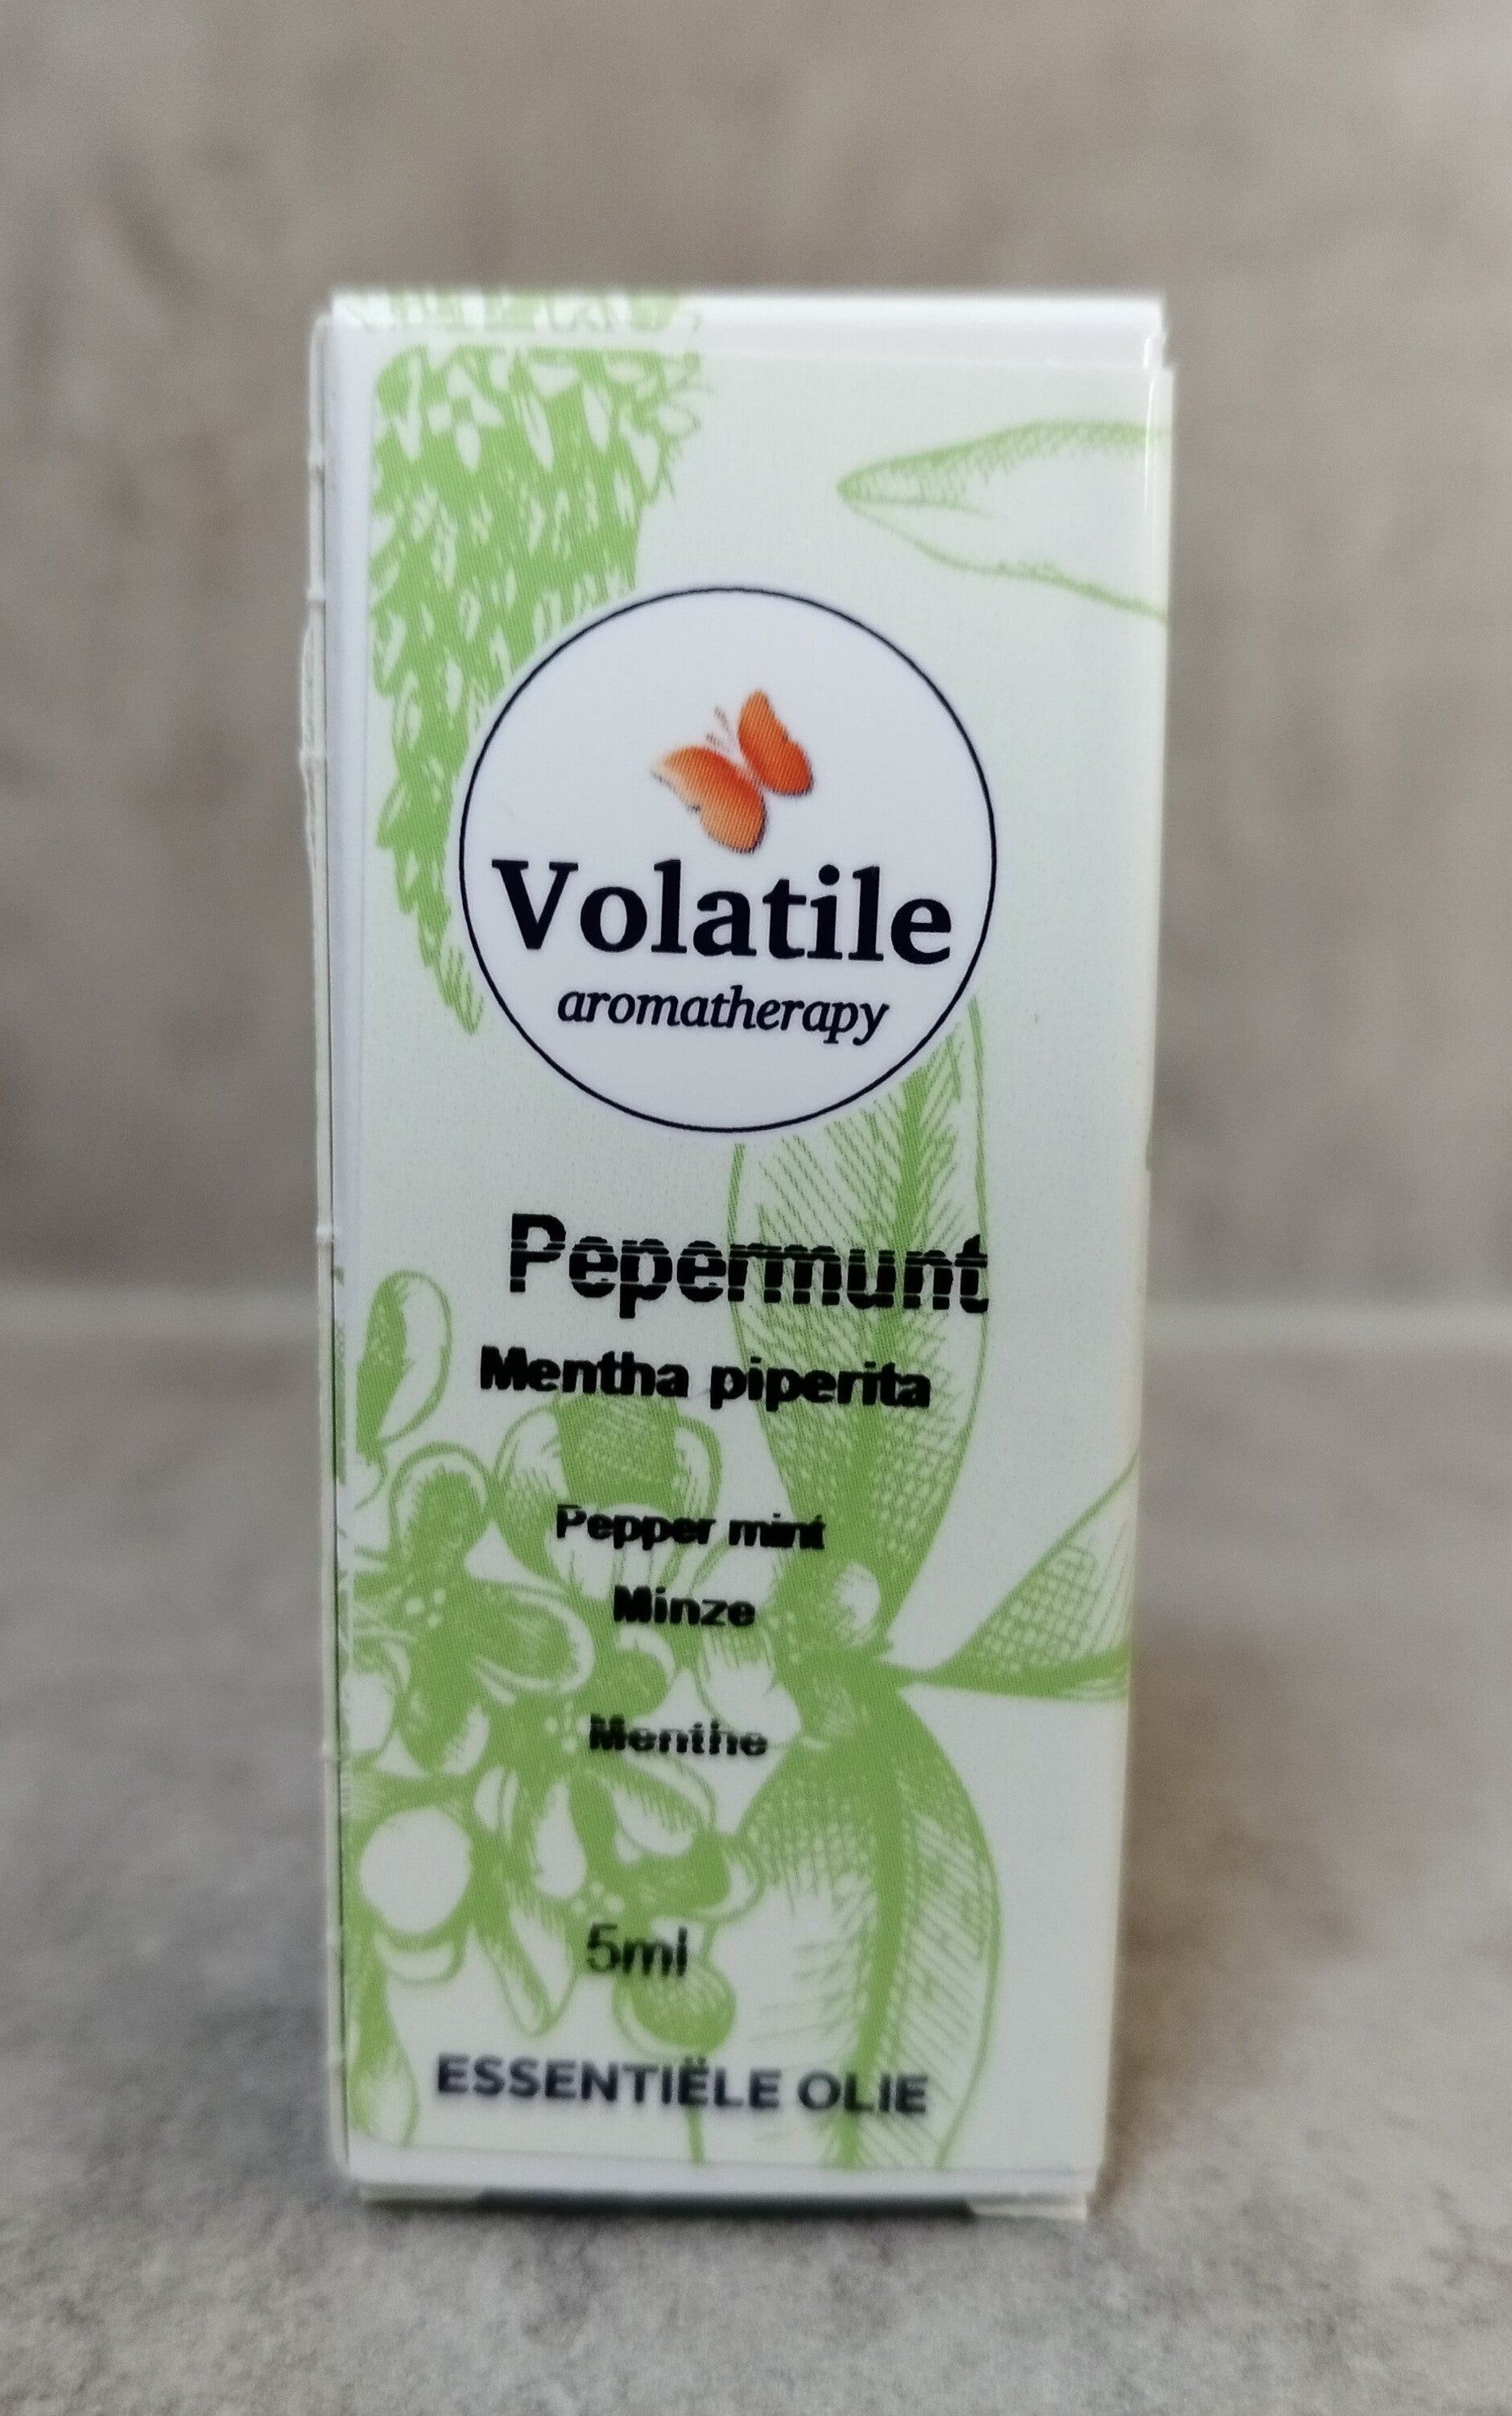 Volatile
aromatherapy
Pepermunt
Mentha piperita
Pepper mint
Minze
Menthe
5ml
ESSENTIËLE OLIE